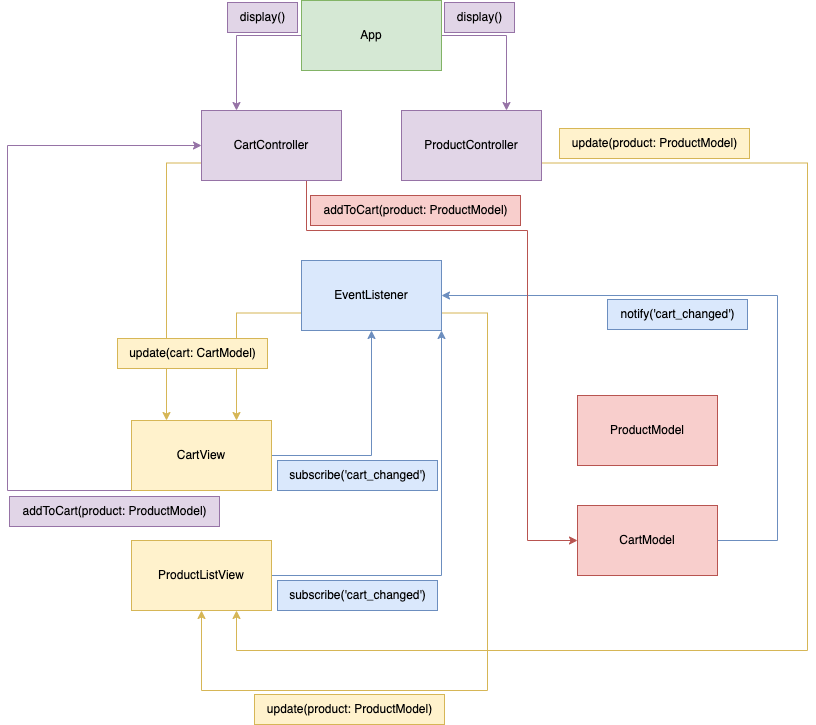 display()
App
display()
CartController
ProductController
update(product: ProductModel)
addToCart(product: ProductModel)
EventListener
notify('cart_changed')
update(cart: CartModel)
ProductModel
CartView
subscribe('cart_changed')
addToCart(product: ProductModel)
CartModel
ProductListView
subscribe('cart_changed')
update(product: ProductModel)